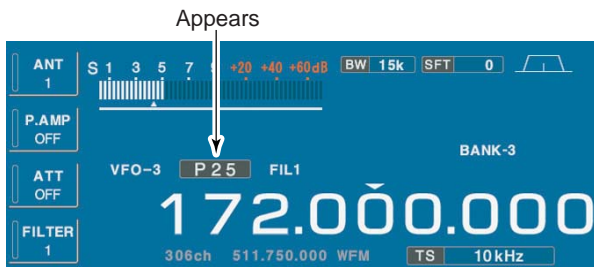 Appears
ANT
1
S 1 3 5 7 9 +20 +40 +60dB
BW 15k SFT 0
P.AMP
OFF
BANK-3
VFO-3 P25 FIL1
ATT
OFF
172.000.000
FILTER
1
306ch 511.750.000 WFM TS 10kHz